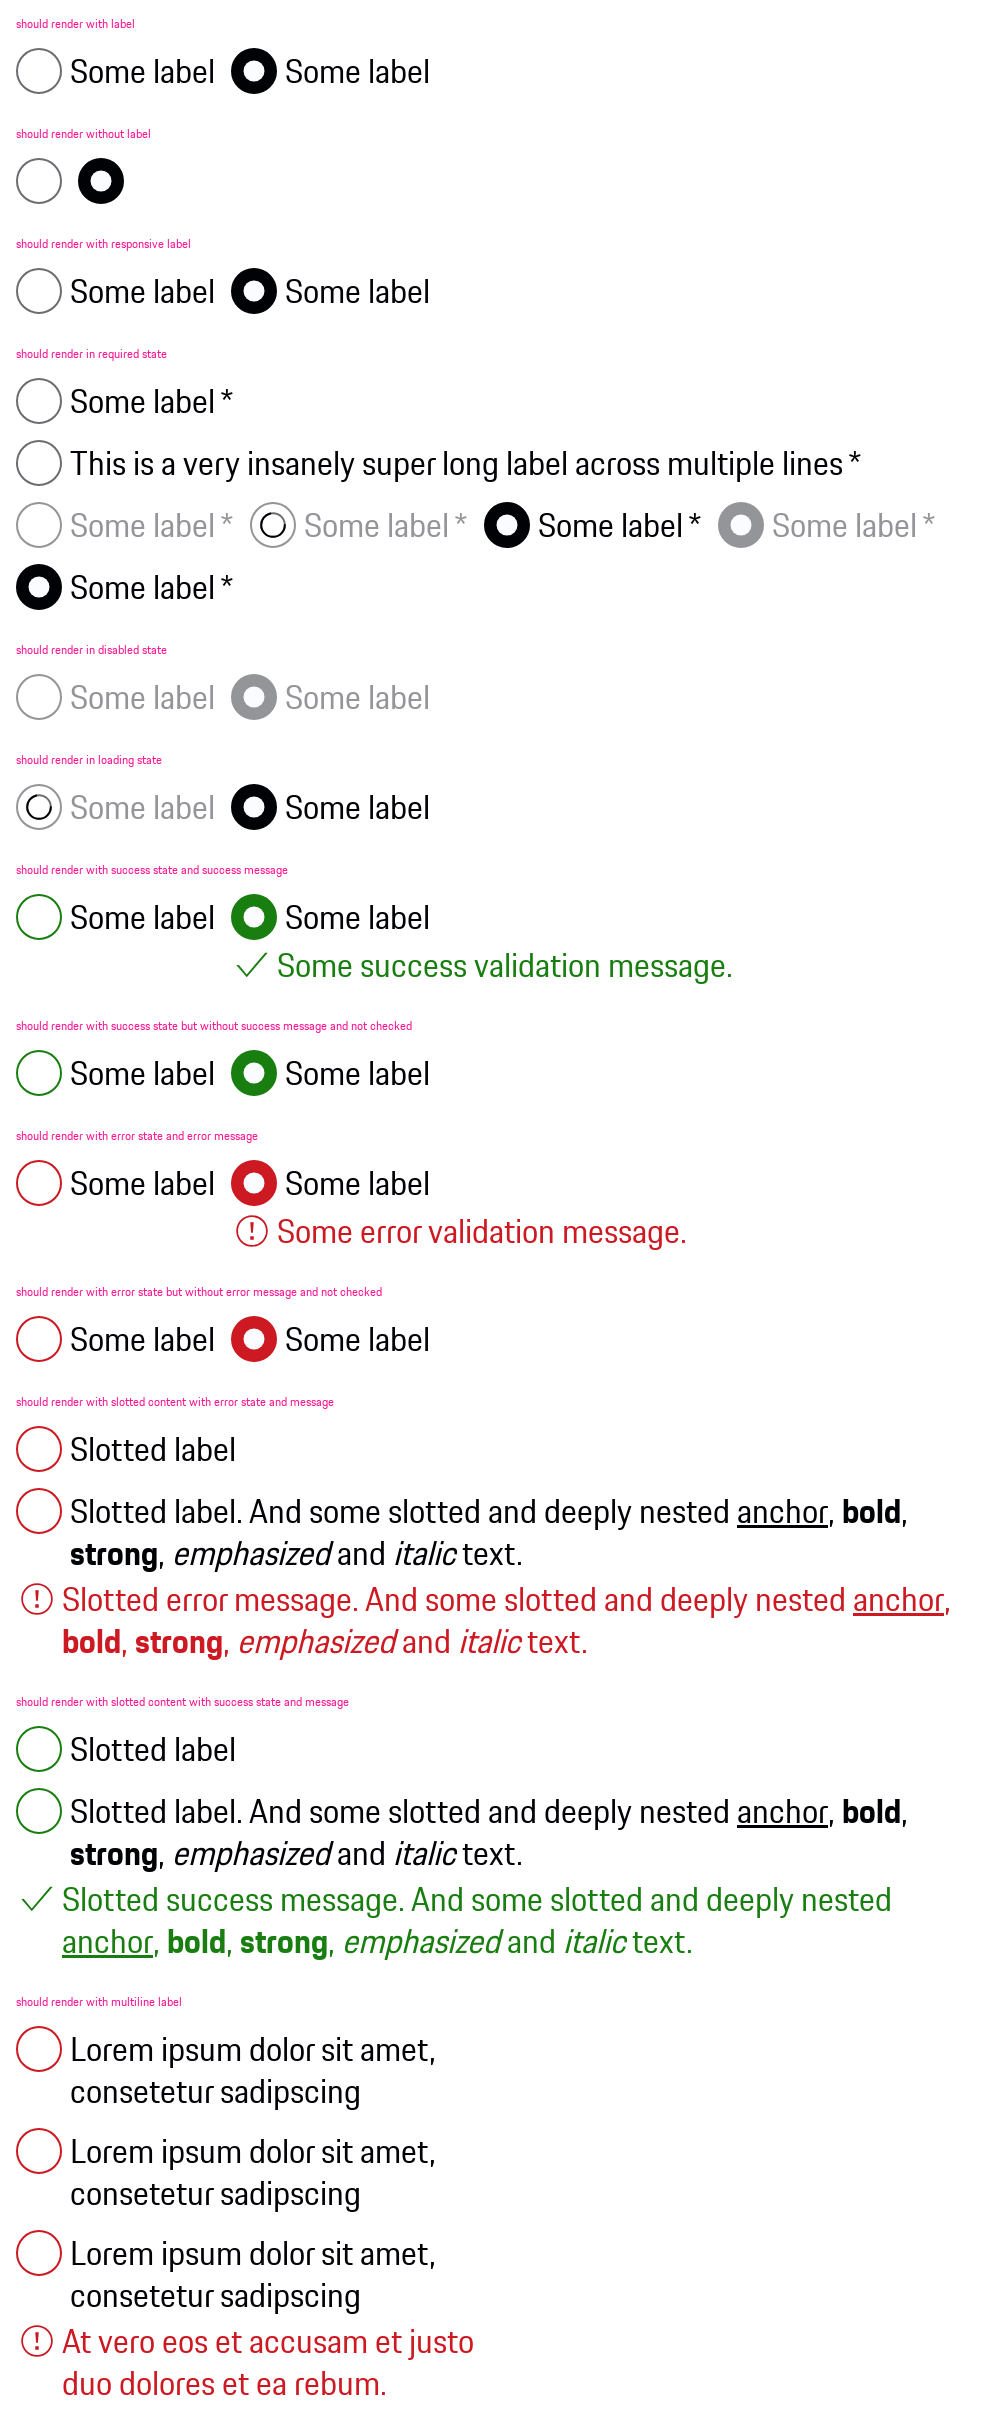 should render with label
Some label Some label
should render without label
should render with responsive label
Some label Some label
should render in required state
Some label *
This is a very insanely super long label across multiple lines *
Some label * Some label * Some label * Some label *
Some label *
should render in disabled state
Some label Some label
should render in loading state
Some label Some label
should render with success state and success message
Some label Some label
Some success validation message.
should render with success state but without success message and not checked
Some label Some label
should render with error state and error message
Some label Some label
Some error validation message.
should render with error state but without error message and not checked
Some label Some label
should render with slotted content with error state and message
Slotted label
Slotted label. And some slotted and deeply nested anchor, bold,
strong, emphasized and italic text.
Slotted error message. And some slotted and deeply nested anchor,
bold, strong, emphasized and italic text.
should render with slotted content with success state and message
Slotted label
Slotted label. And some slotted and deeply nested anchor, bold,
strong, emphasized and italic text.
Slotted success message. And some slotted and deeply nested
anchor, bold, strong, emphasized and italic text.
should render with multiline label
Lorem ipsum dolor sit amet,
consetetur sadipscing
Lorem ipsum dolor sit amet,
consetetur sadipscing
Lorem ipsum dolor sit amet,
consetetur sadipscing
At vero eos et accusam et justo
duo dolores et ea rebum.